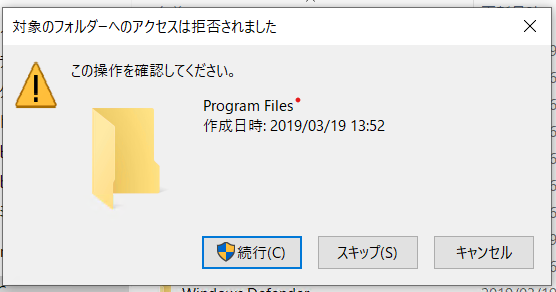 対象のフォルダーへのアクセスは拒否されました
この操作を確認してください。
Program Files
作成日時: 2019/03/19 13:52
続行(C)
スキップ(S)
キャンセル
Windows Defender